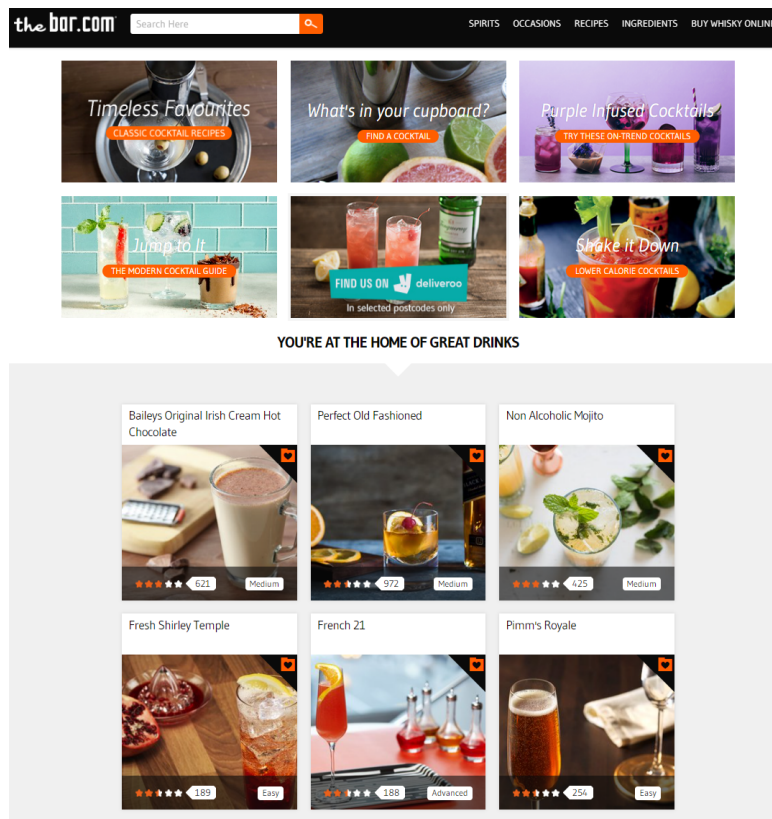 the bar.com
Search Here
SPIRITS OCCASIONS RECIPES INGREDIENTS BUY WHISKY ONLINE
Timeless Favourites
CLASSIC COCKTAIL RECIPES
What's in your cupboard?
FIND A COCKTAIL
Purple Infused Cocktails
TRY THESE ON-TREND COCKTAILS
Jump to It
THE MODERN COCKTAIL GUIDE
FIND US ON deliveroo
In selected postcodes only
Shake it Down
LOWER CALORIE COCKTAILS
YOU'RE AT THE HOME OF GREAT DRINKS
Baileys Original Irish Cream Hot
Chocolate
621 Medium
Perfect Old Fashioned
972 Medium
Non Alcoholic Mojito
425 Medium
Fresh Shirley Temple
189 Easy
French 21
188 Advanced
Pimm's Royale
254 Easy